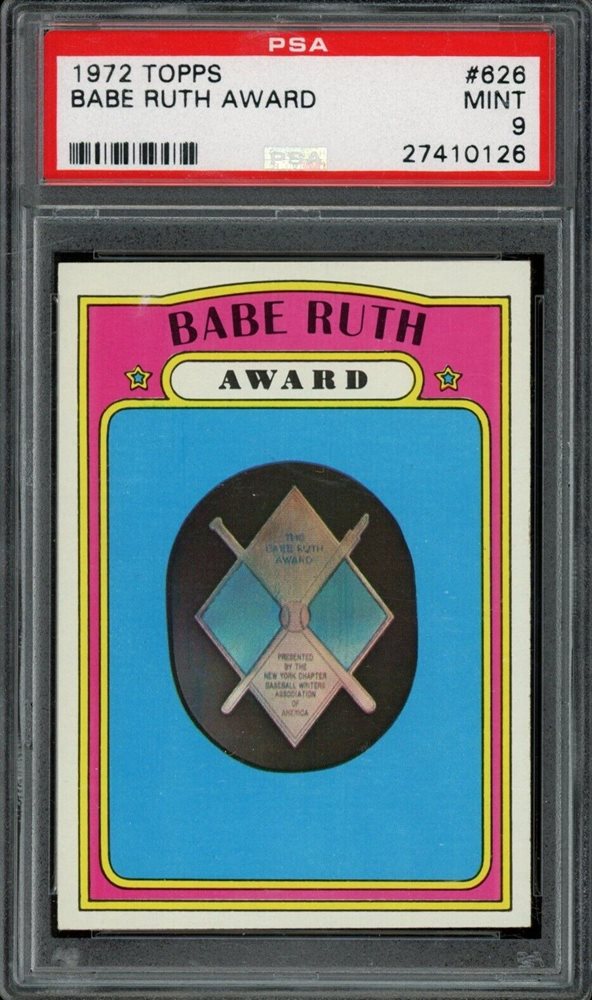 PSA
1972 TOPPS #626
BABE RUTH AWARD MINT
9
PSA 27410126
BABE RUTH
AWARD
THE
BABE RUTH
AWARD
PRESENTED
BY THE
NEW YORK CHAPTER
BASEBALL WRITERS
ASSOCIATION
OF
AMERICA